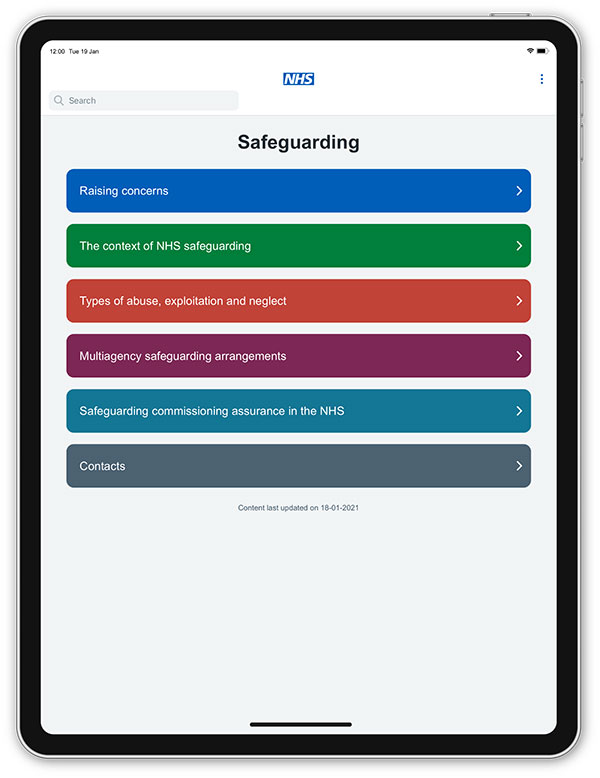 12:00 Tue 19 Jan
NHS
Search
Safeguarding
Raising concerns
The context of NHS safeguarding
Types of abuse, exploitation and neglect
Multiagency safeguarding arrangements
Safeguarding commissioning assurance in the NHS
Contacts
Content last updated on 18-01-2021